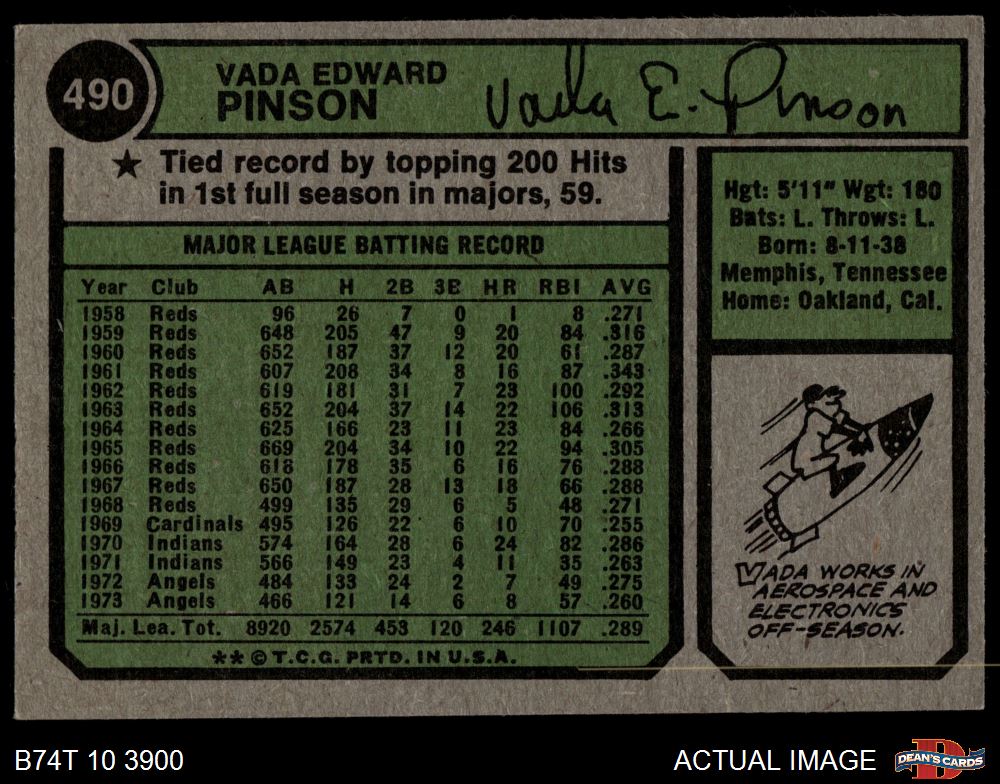 490
VADA EDWARD
PINSON
Vada E. Pinson
★ Tied record by topping 200 Hits
in 1st full season in majors, 59.
MAJOR LEAGUE BATTING RECORD
Year Club AB H 2B 3B HR RBI AVG
1958 Reds 96 26 7 0 1 8 .271
1959 Reds 648 205 47 9 20 84 .316
1960 Reds 652 187 37 12 20 61 .287
1961 Reds 607 208 34 8 16 87 .343
1962 Reds 619 181 31 7 23 100 .292
1963 Reds 652 204 37 14 22 106 .313
1964 Reds 625 166 23 11 23 84 .266
1965 Reds 669 204 34 10 22 94 .305
1966 Reds 618 178 35 6 16 76 .288
1967 Reds 650 187 28 13 18 66 .288
1968 Reds 499 135 29 6 5 48 .271
1969 Cardinals 495 126 22 6 10 70 .255
1970 Indians 574 164 28 6 24 82 .286
1971 Indians 566 149 23 4 11 35 .263
1972 Angels 484 133 24 2 7 49 .275
1973 Angels 466 121 14 6 8 57 .260
Maj. Lea. Tot. 8920 2574 453 120 246 1107 .289
** © T.C.G. PRTD. IN U.S.A.
Hgt: 5'11" Wgt: 180
Bats: L. Throws: L.
Born: 8-11-38
Memphis, Tennessee
Home: Oakland, Cal.
VADA WORKS IN
AEROSPACE AND
ELECTRONICS
OFF-SEASON.
B74T 10 3900
ACTUAL IMAGE
DEAN'S CARDS